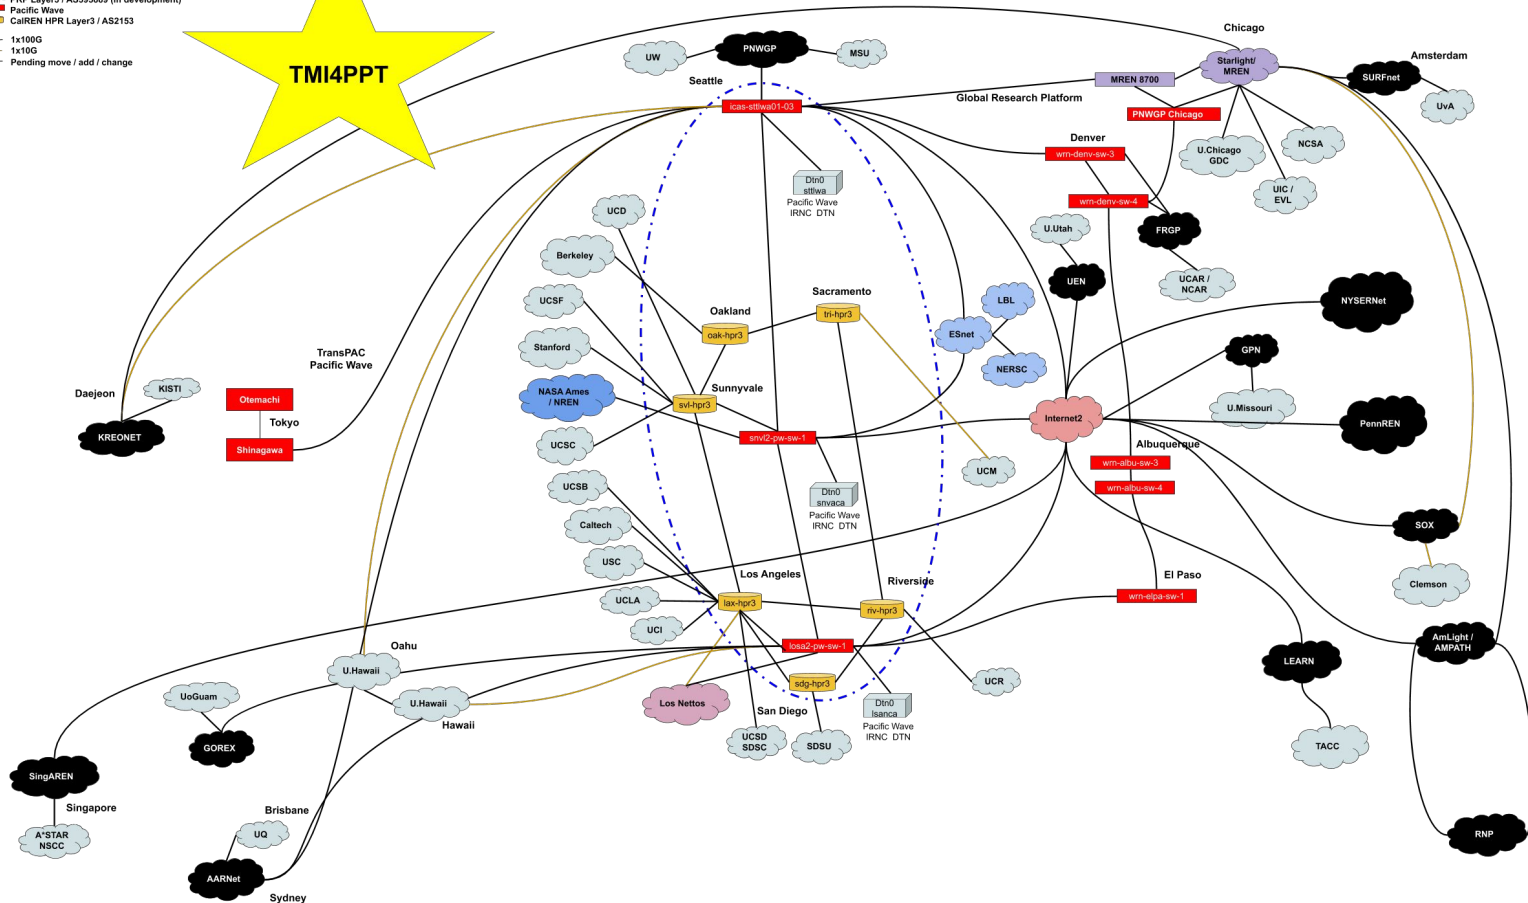 PRP Layer3 / AS395889 (in development)
Pacific Wave
CalREN HPR Layer3 / AS2153
1x100G
1x10G
Pending move / add / change
TMI4PPT
Chicago
UW
PNWGP
MSU
Starlight/
MREN
Amsterdam
SURFnet
Seattle
MREN 8700
icas-sttlwa01-03
Global Research Platform
PNWGP Chicago
UvA
Denver
wrn-denv-sw-3
U.Chicago
GDC
NCSA
Dtn0
sttlwa
Pacific Wave
IRNC DTN
UIC /
EVL
wrn-denv-sw-4
UCD
U.Utah
FRGP
Berkeley
UEN
UCAR /
NCAR
UCSF
Oakland
Sacramento
LBL
NYSERNet
oak-hpr3
tri-hpr3
ESnet
Stanford
GPN
TransPAC
Pacific Wave
NERSC
Daejeon
KISTI
NASA Ames
/ NREN
Sunnyvale
Otemachi
svl-hpr3
U.Missouri
Tokyo
Internet2
KREONET
Shinagawa
UCSC
snvl2-pw-sw-1
PennREN
Albuquerque
wrn-albu-sw-3
UCM
UCSB
wrn-albu-sw-4
Dtn0
snvaca
Pacific Wave
IRNC DTN
Caltech
SOX
USC
Los Angeles
Riverside
El Paso
Clemson
UCLA
lax-hpr3
riv-hpr3
wrn-elpa-sw-1
UCI
Oahu
losa2-pw-sw-1
AmLight /
AMPATH
U.Hawaii
LEARN
sdg-hpr3
UCR
UoGuam
U.Hawaii
Los Nettos
Dtn0
lsanca
Pacific Wave
IRNC DTN
San Diego
Hawaii
GOREX
UCSD
SDSC
SDSU
TACC
SingAREN
Singapore
Brisbane
A*STAR
NSCC
UQ
RNP
AARNet
Sydney